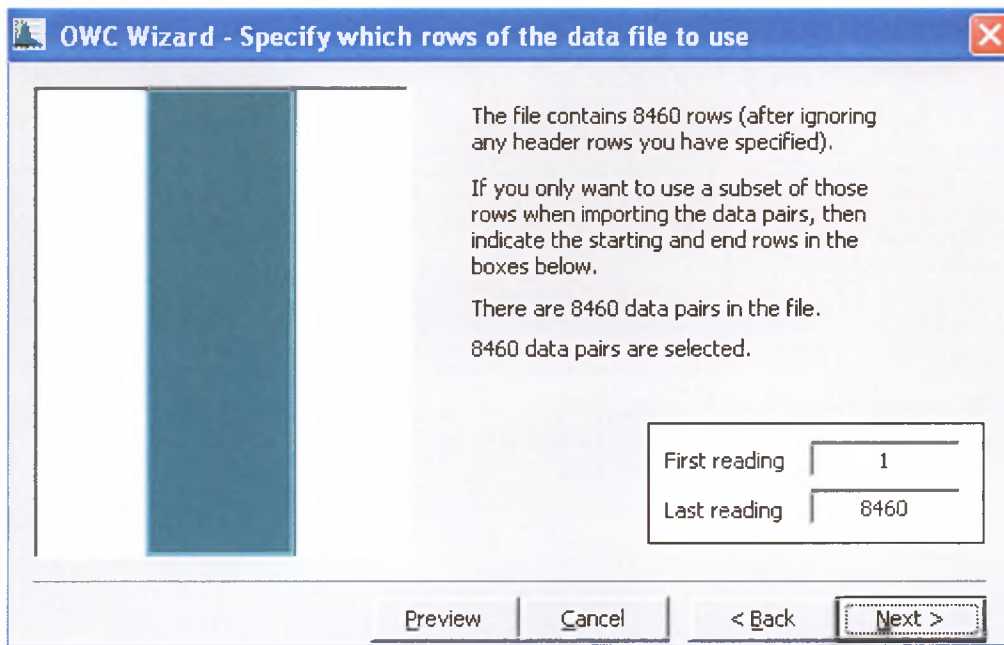 OWC Wizard - Specify which rows of the data file to use
The file contains 8460 rows (after ignoring
any header rows you have specified).
If you only want to use a subset of those
rows when importing the data pairs, then
indicate the starting and end rows in the
boxes below.
There are 8460 data pairs in the file.
8460 data pairs are selected.
First reading 1
Last reading 8460
Preview Cancel < Back Next >